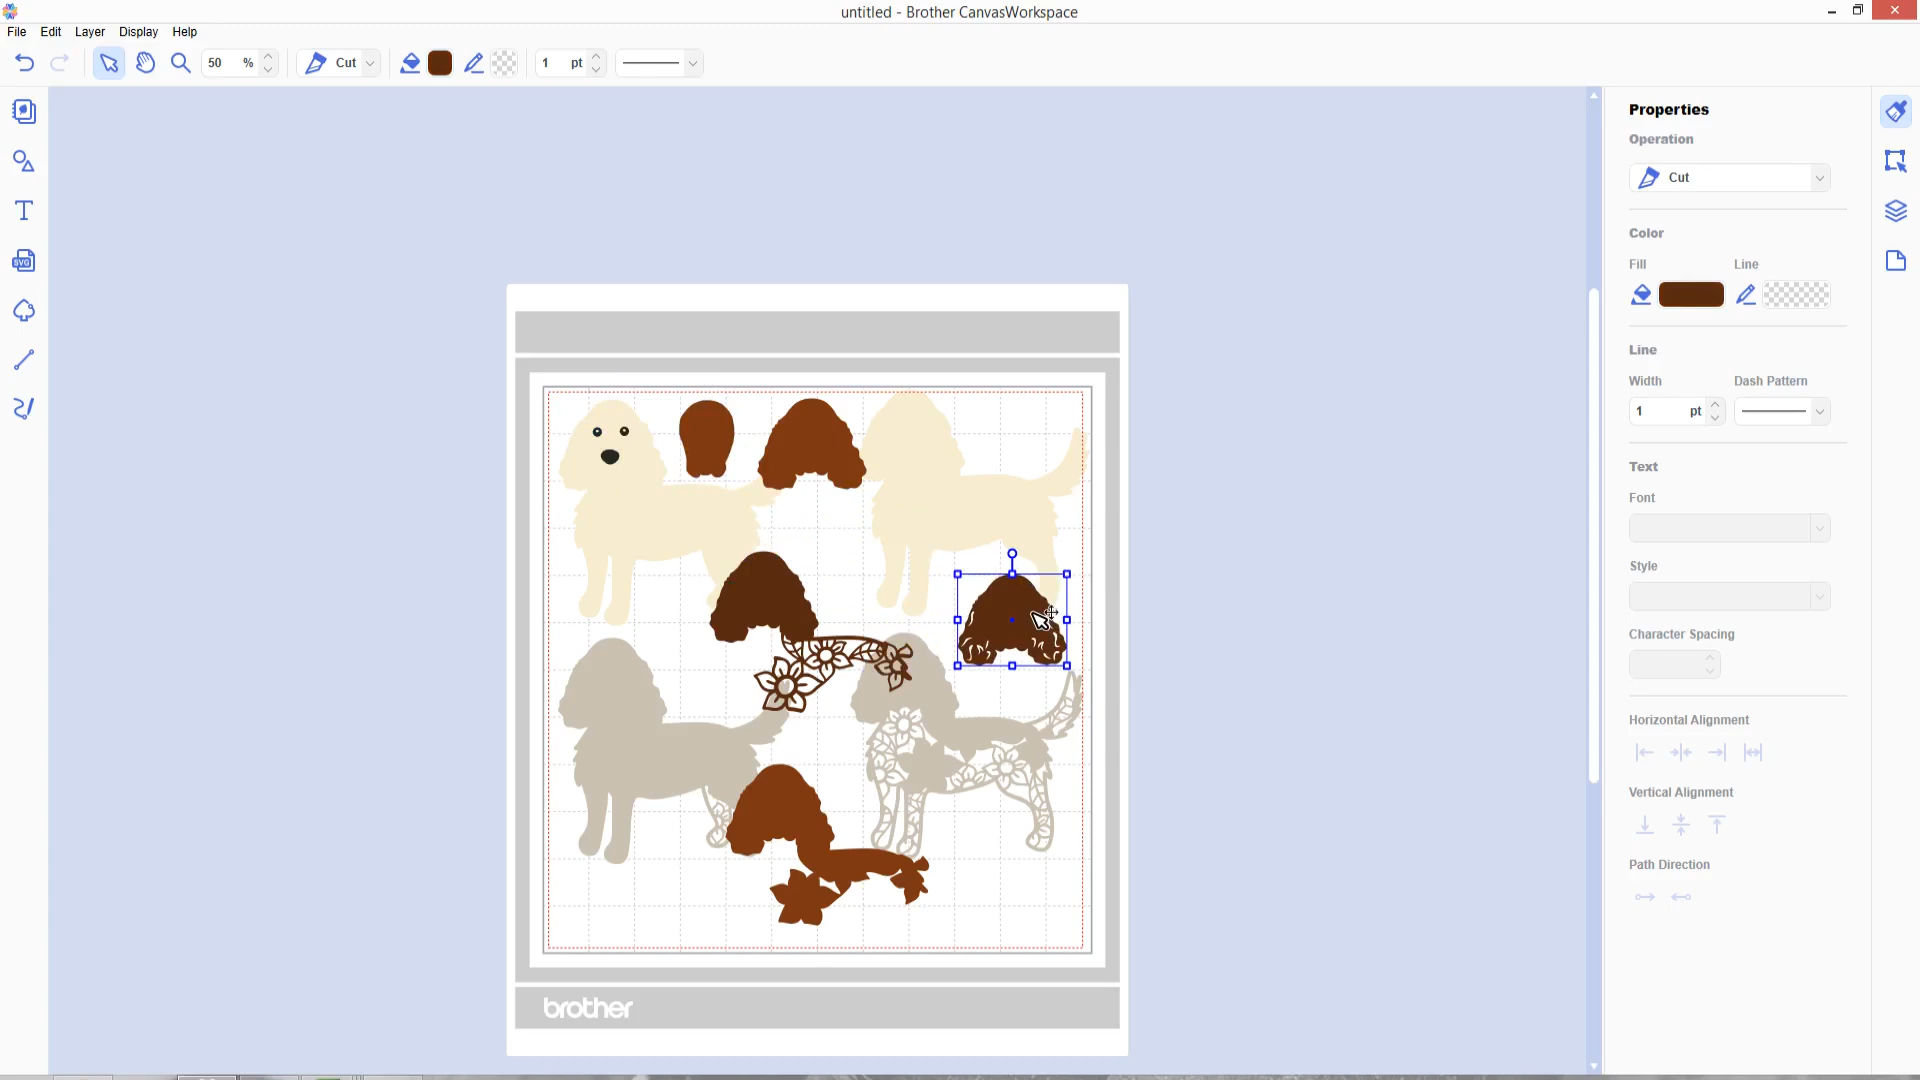 untitled - Brother CanvasWorkspace
File Edit Layer Display Help
50 % Cut 1 pt
Properties
Operation
Cut
Color
Fill Line
Line
Width Dash Pattern
1 pt
Text
Font
Style
Character Spacing
Horizontal Alignment
Vertical Alignment
Path Direction
SVG
brother